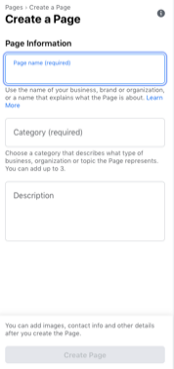 Pages › Create a Page
Create a Page
Page Information
Page name (required)
Use the name of your business, brand or organization,
or a name that explains what the Page is about. Learn
More
Category (required)
Choose a category that describes what type of
business, organization or topic the Page represents.
You can add up to 3.
Description
You can add images, contact info and other details
after you create the Page.
Create Page